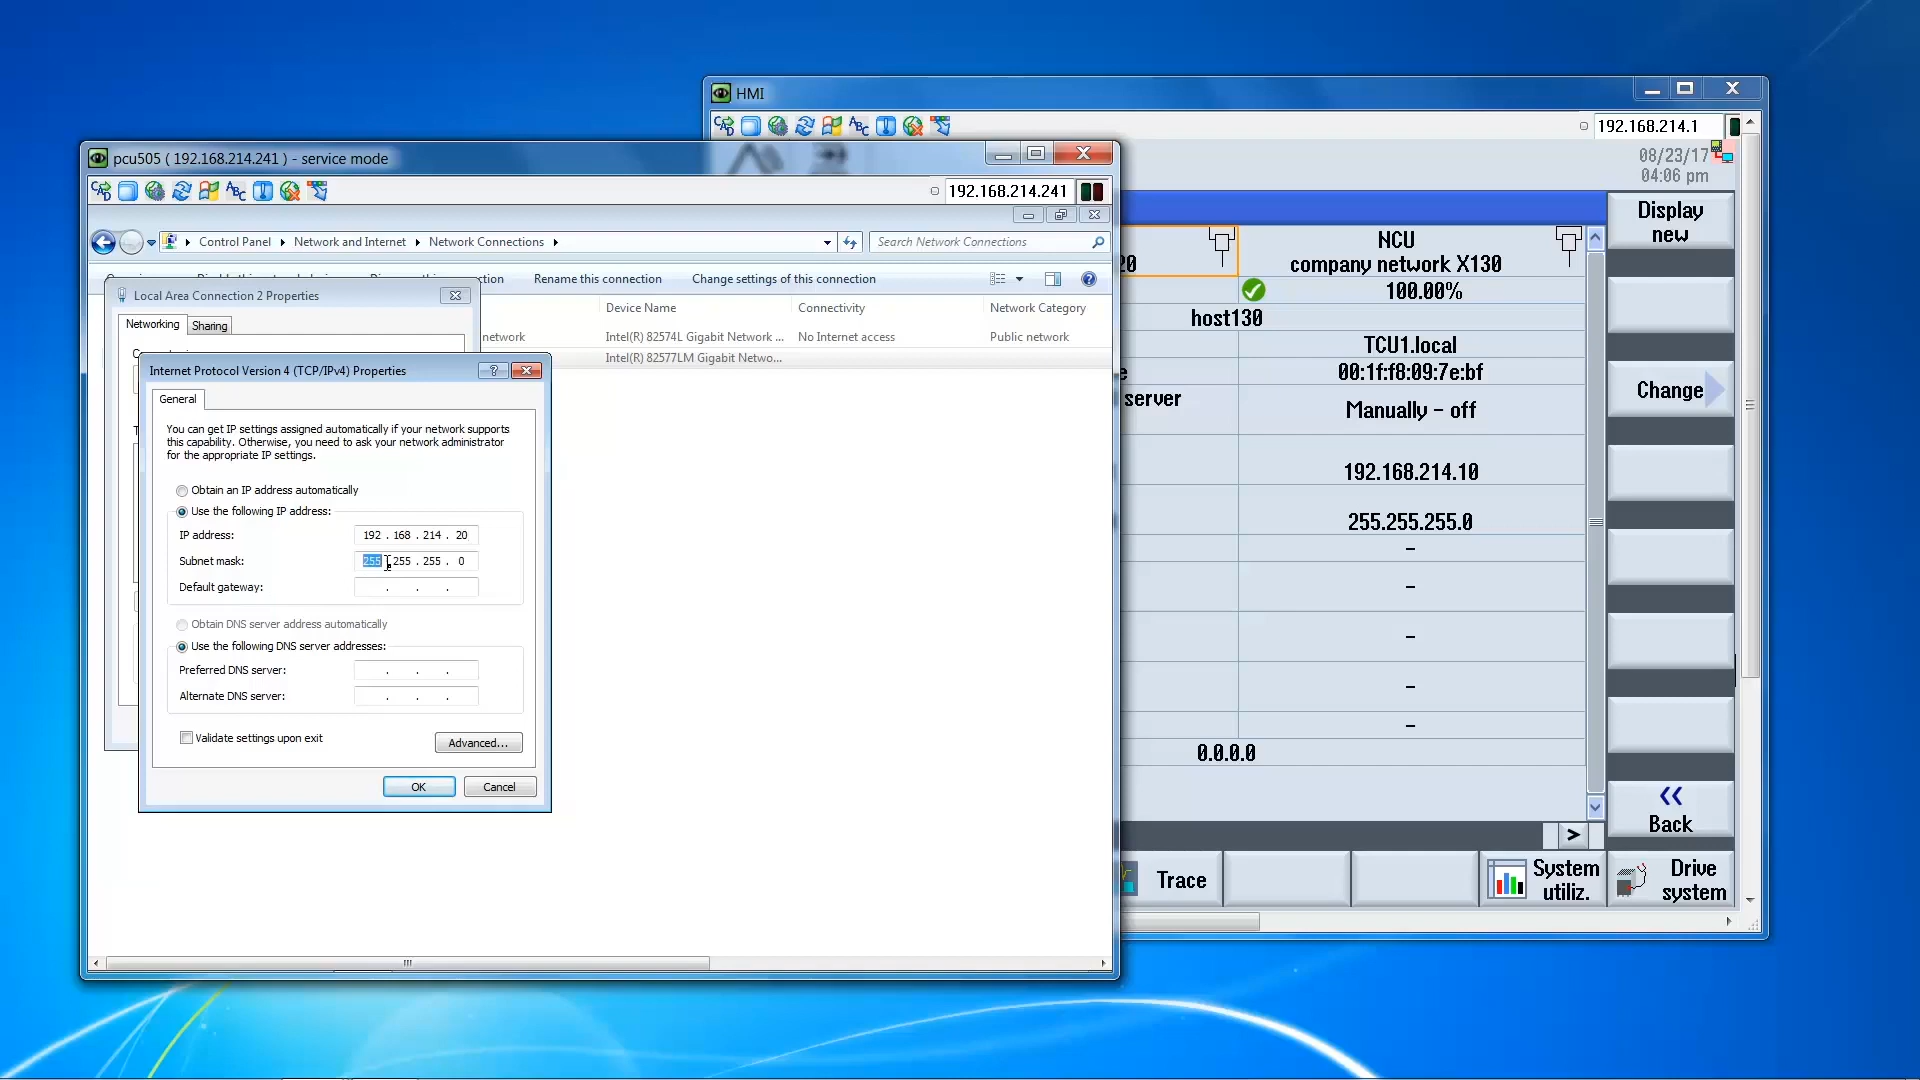 HMI
192.168.214.1
pcu505 ( 192.168.214.241 ) - service mode
08/23/17
04:06 pm
192.168.214.241
Display
new
Control Panel
Network and Internet
Network Connections
Search Network Connections
20
NCU
company network X130
Rename this connection
Change settings of this connection
100.00%
Local Area Connection 2 Properties
Device Name
Connectivity
Network Category
host130
Networking
Sharing
network
Intel(R) 82574L Gigabit Network ...
No Internet access
Public network
TCU1.local
Intel(R) 82577LM Gigabit Netwo...
Internet Protocol Version 4 (TCP/IPv4) Properties
00:1f:f8:09:7e:bf
General
server
Manually - off
Change
You can get IP settings assigned automatically if your network supports
this capability. Otherwise, you need to ask your network administrator
for the appropriate IP settings.
192.168.214.10
Obtain an IP address automatically
Use the following IP address:
IP address:
192 . 168 . 214 . 20
255.255.255.0
Subnet mask:
255 . 255 . 255 . 0
-
Default gateway:
. . .
-
Obtain DNS server address automatically
Use the following DNS server addresses:
-
Preferred DNS server:
. . .
-
Alternate DNS server:
. . .
-
Validate settings upon exit
Advanced...
0.0.0.0
OK
Cancel
<<
Back
>
Trace
System
utiliz.
Drive
system